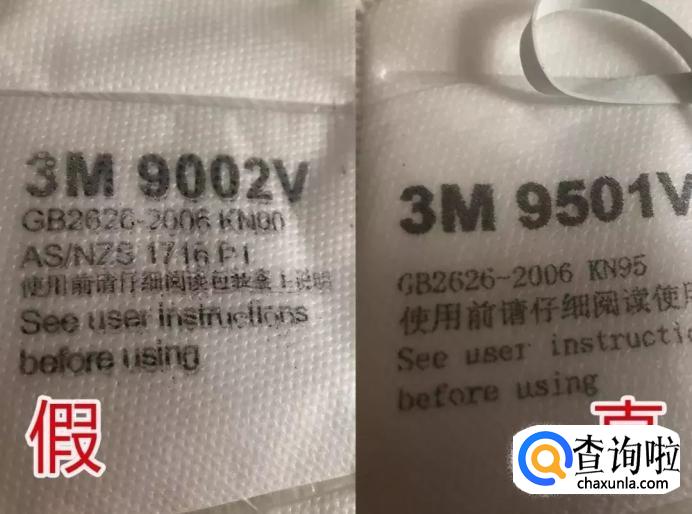 3M 9002V
GB2626-2006 KN90
AS/NZS 1716 P1
使用前请仔细阅读包装盒上说明
See user instructions
before using
假
3M 9501V
GB2626-2006 KN95
使用前请仔细阅读使用
See user instructi
before using
查询啦
chaxunla.com